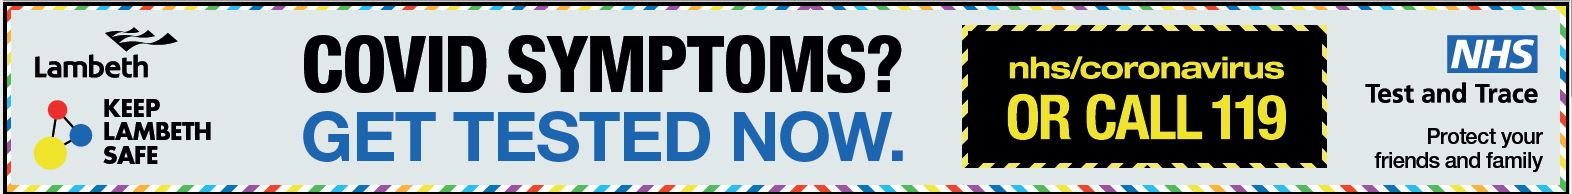 Lambeth
KEEP
LAMBETH
SAFE
COVID SYMPTOMS?
GET TESTED NOW.
nhs/coronavirus
OR CALL 119
NHS
Test and Trace
Protect your
friends and family